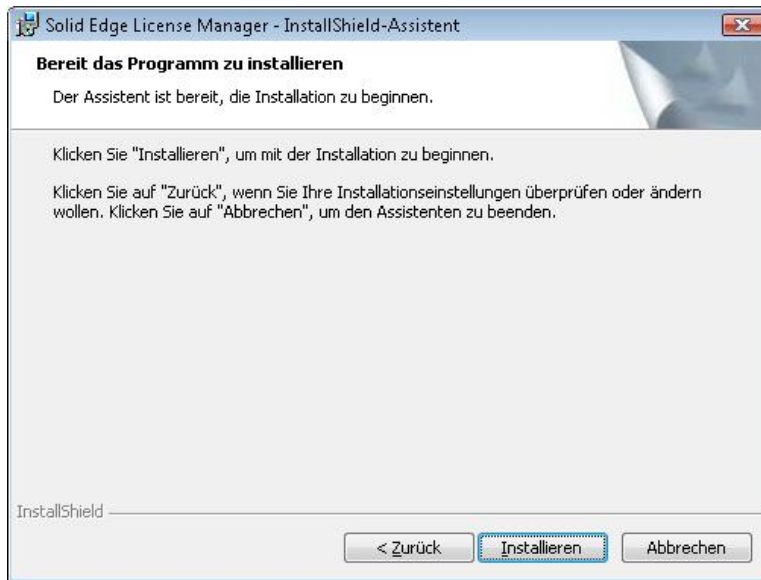 Solid Edge License Manager - InstallShield-Assistent
Bereit das Programm zu installieren
Der Assistent ist bereit, die Installation zu beginnen.
Klicken Sie "Installieren", um mit der Installation zu beginnen.
Klicken Sie auf "Zurück", wenn Sie Ihre Installationseinstellungen überprüfen oder ändern
wollen. Klicken Sie auf "Abbrechen", um den Assistenten zu beenden.
InstallShield
< Zurück
Installieren
Abbrechen